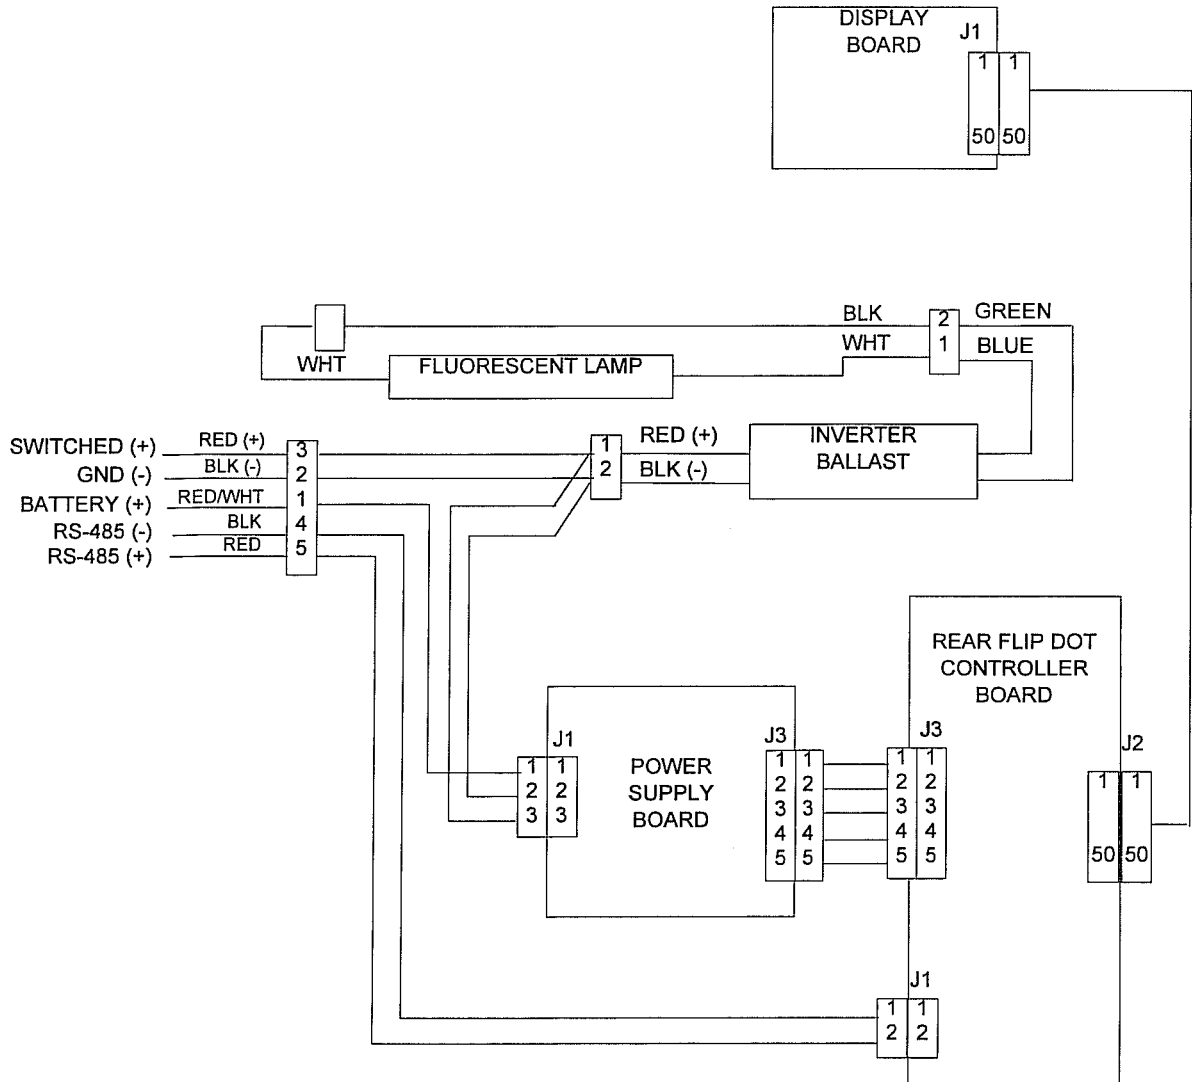 DISPLAY
BOARD
J1
1 1
50 50
BLK
2
GREEN
WHT
1
BLUE
WHT
FLUORESCENT LAMP
SWITCHED (+)
RED (+)
3
GND (-)
BLK (-)
2
BATTERY (+)
RED/WHT
1
RS-485 (-)
BLK
4
RS-485 (+)
RED
5
1
RED (+)
2
BLK (-)
INVERTER
BALLAST
REAR FLIP DOT
CONTROLLER
BOARD
J1
1 1
2 2
3 3
POWER
SUPPLY
BOARD
J3
1 1
2 2
3 3
4 4
5 5
J3
1 1
2 2
3 3
4 4
5 5
J2
1 1
50 50
J1
1 1
2 2